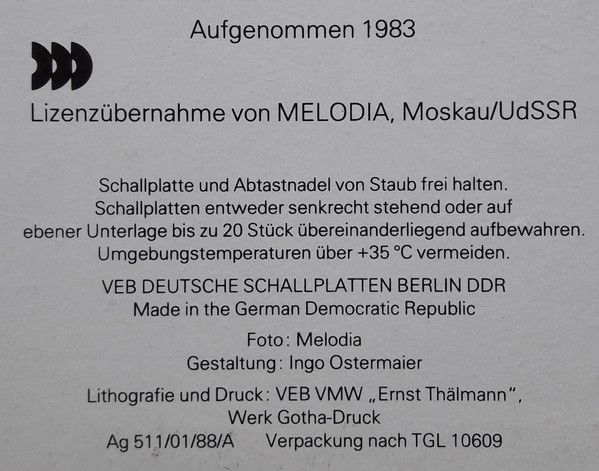 Aufgenommen 1983
Lizenzübernahme von MELODIA, Moskau/UdSSR
Schallplatte und Abtastnadel von Staub frei halten.
Schallplatten entweder senkrecht stehend oder auf
ebener Unterlage bis zu 20 Stück übereinanderliegend aufbewahren.
Umgebungstemperaturen über +35 °C vermeiden.
VEB DEUTSCHE SCHALLPLATTEN BERLIN DDR
Made in the German Democratic Republic
Foto: Melodia
Gestaltung: Ingo Ostermaier
Lithografie und Druck: VEB VMW „Ernst Thälmann“,
Werk Gotha-Druck
Ag 511/01/88/A Verpackung nach TGL 10609